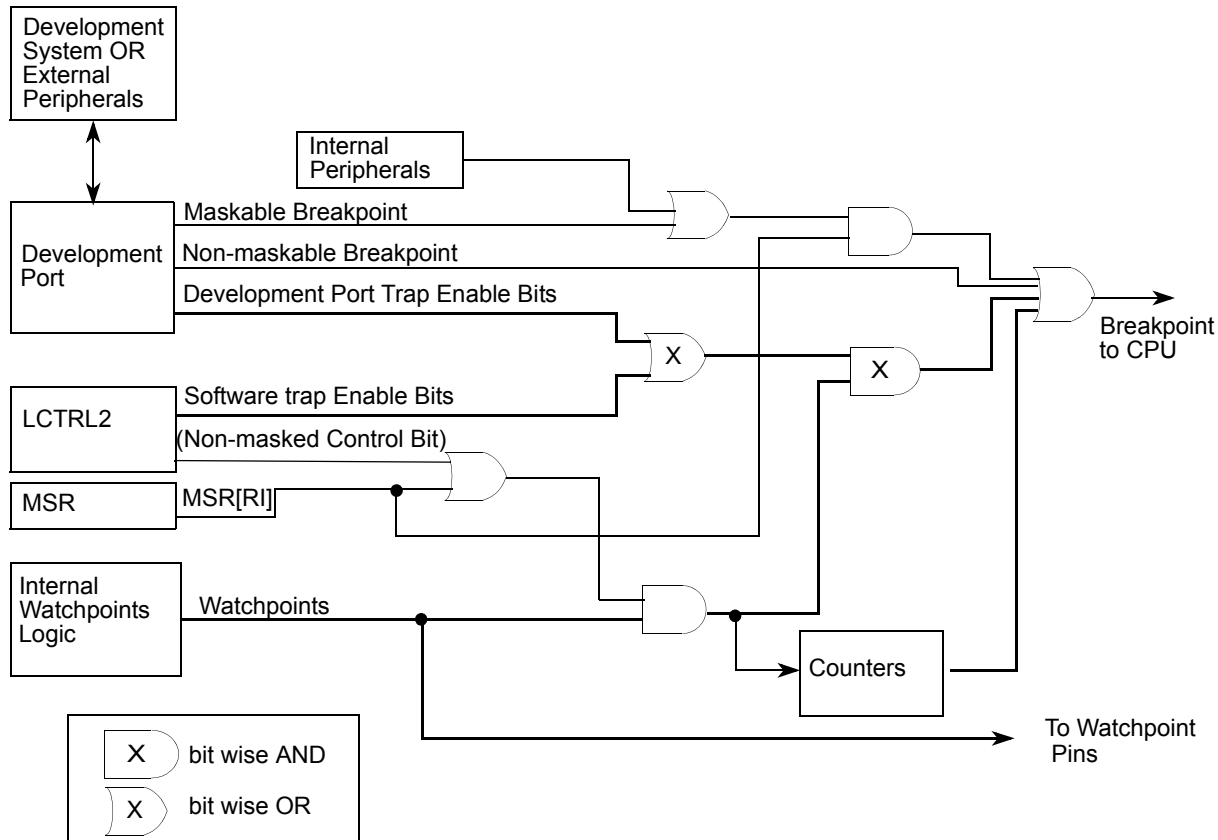 Development
System OR
External
Peripherals
Internal
Peripherals
Maskable Breakpoint
Development
Port
Non-maskable Breakpoint
Development Port Trap Enable Bits
Breakpoint
to CPU
X
X
LCTRL2
Software trap Enable Bits
(Non-masked Control Bit)
MSR
MSR[RI]
Internal
Watchpoints
Logic
Watchpoints
Counters
To Watchpoint
Pins
X
bit wise AND
X
bit wise OR